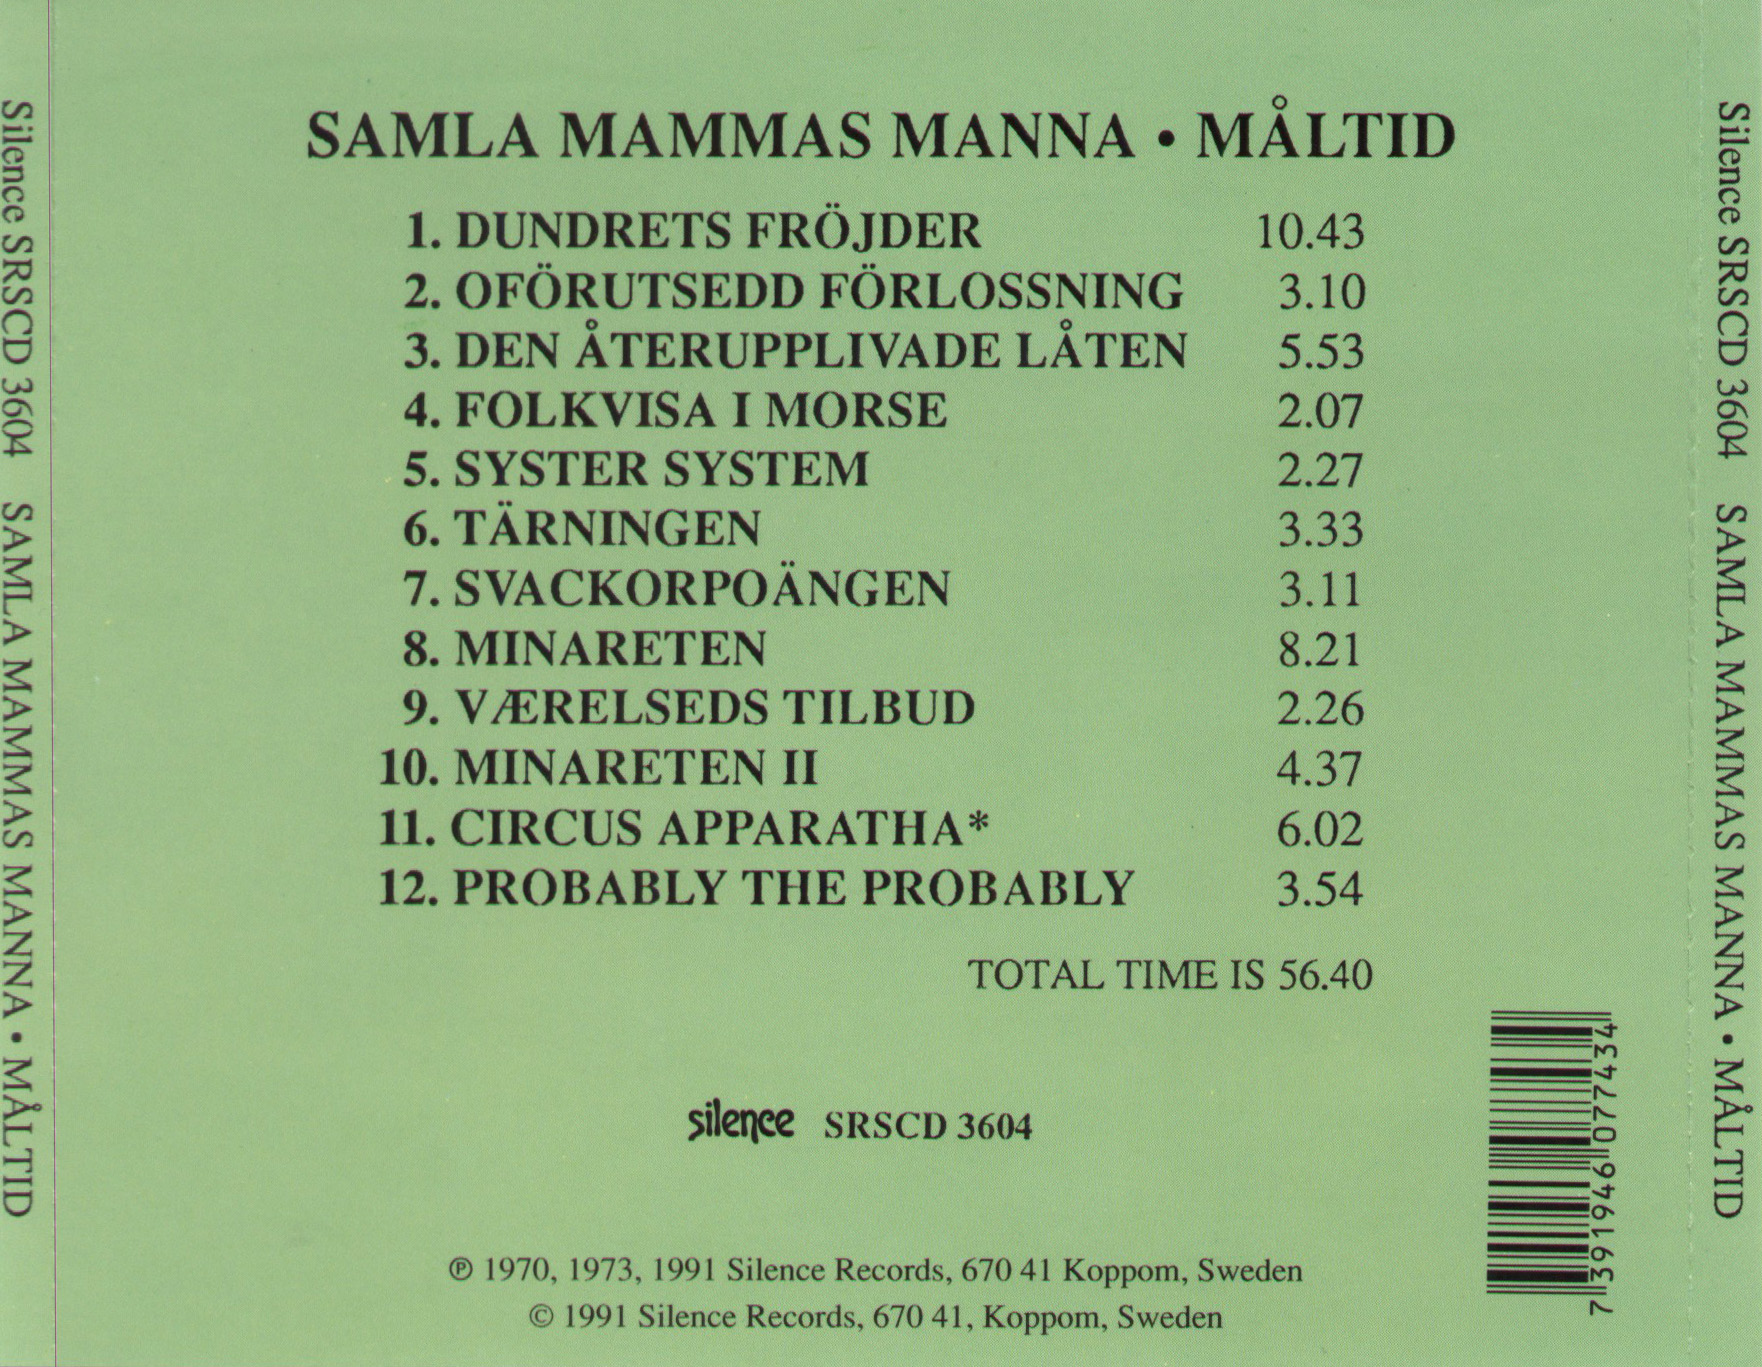 SAMLA MAMMAS MANNA • MÅLTID
1. DUNDRETS FRÖJDER 10.43
2. OFÖRUTSEDD FÖRLOSSNING 3.10
3. DEN ÅTERUPPLIVADE LÅTEN 5.53
4. FOLKVISA I MORSE 2.07
5. SYSTER SYSTEM 2.27
6. TÄRNINGEN 3.33
7. SVACKORPOÄNGEN 3.11
8. MINARETEN 8.21
9. VÆRELSEDS TILBUD 2.26
10. MINARETEN II 4.37
11. CIRCUS APPARATHA* 6.02
12. PROBABLY THE PROBABLY 3.54
TOTAL TIME IS 56.40
silence SRSCD 3604
℗ 1970, 1973, 1991 Silence Records, 670 41 Koppom, Sweden
© 1991 Silence Records, 670 41, Koppom, Sweden
Silence SRSCD 3604 SAMLA MAMMAS MANNA • MÅLTID
Silence SRSCD 3604 SAMLA MAMMAS MANNA • MÅLTID
7 391946 077434